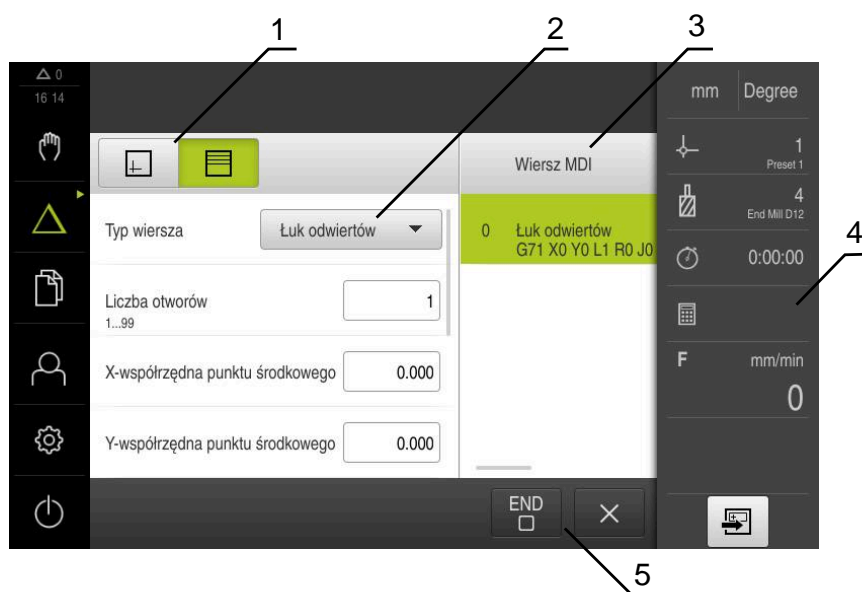 1
2
3
0
16 14
mm Degree
1
Preset 1
Wiersz MDI
4
End Mill D12
Typ wiersza Łuk odwiertów
0 Łuk odwiertów
G71 X0 Y0 L1 R0 J0
4
0:00:00
Liczba otworów
1...99
1
X-współrzędna punktu środkowego 0.000
F mm/min
0
Y-współrzędna punktu środkowego 0.000
END
5